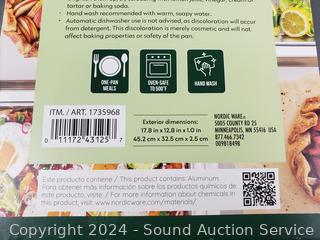 tartar or baking soda.
• Hand wash recommended with warm, soapy water.
• Automatic dishwasher use is not advised, as discoloration will occur
from detergent. This discoloration is merely cosmetic and will not
affect baking properties or safety of the pan.
ONE-PAN
MEALS
OVEN-SAFE
TO 500°F
HAND WASH
ITM. / ART. 1735968
0 11172 43125 7
Exterior dimensions:
17.8 in x 12.8 in x 1.0 in
45.2 cm x 32.5 cm x 2.5 cm
NORDIC WARE®
5005 COUNTY RD 25
MINNEAPOLIS, MN 55416 USA
877.466.7342
009818498
Este producto contiene / This product contains: Aluminum.
Para obtener más información sobre los productos químicos de
este producto, visite / For more information about chemicals in
this product, visit www.nordicware.com/materials/
Copyright 2024 - Sound Auction Service